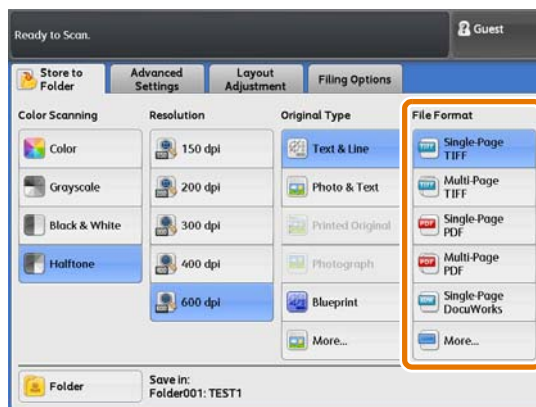 Ready to Scan.
Guest
Store to
Folder
Advanced
Settings
Layout
Adjustment
Filing Options
Color Scanning
Resolution
Original Type
File Format
Color
150 dpi
Text & Line
Single-Page
TIFF
Grayscale
200 dpi
Photo & Text
Multi-Page
TIFF
Black & White
300 dpi
Printed Original
Single-Page
PDF
Halftone
400 dpi
Photograph
Multi-Page
PDF
600 dpi
Blueprint
Single-Page
DocuWorks
More...
More...
Folder
Save in:
Folder001: TEST1